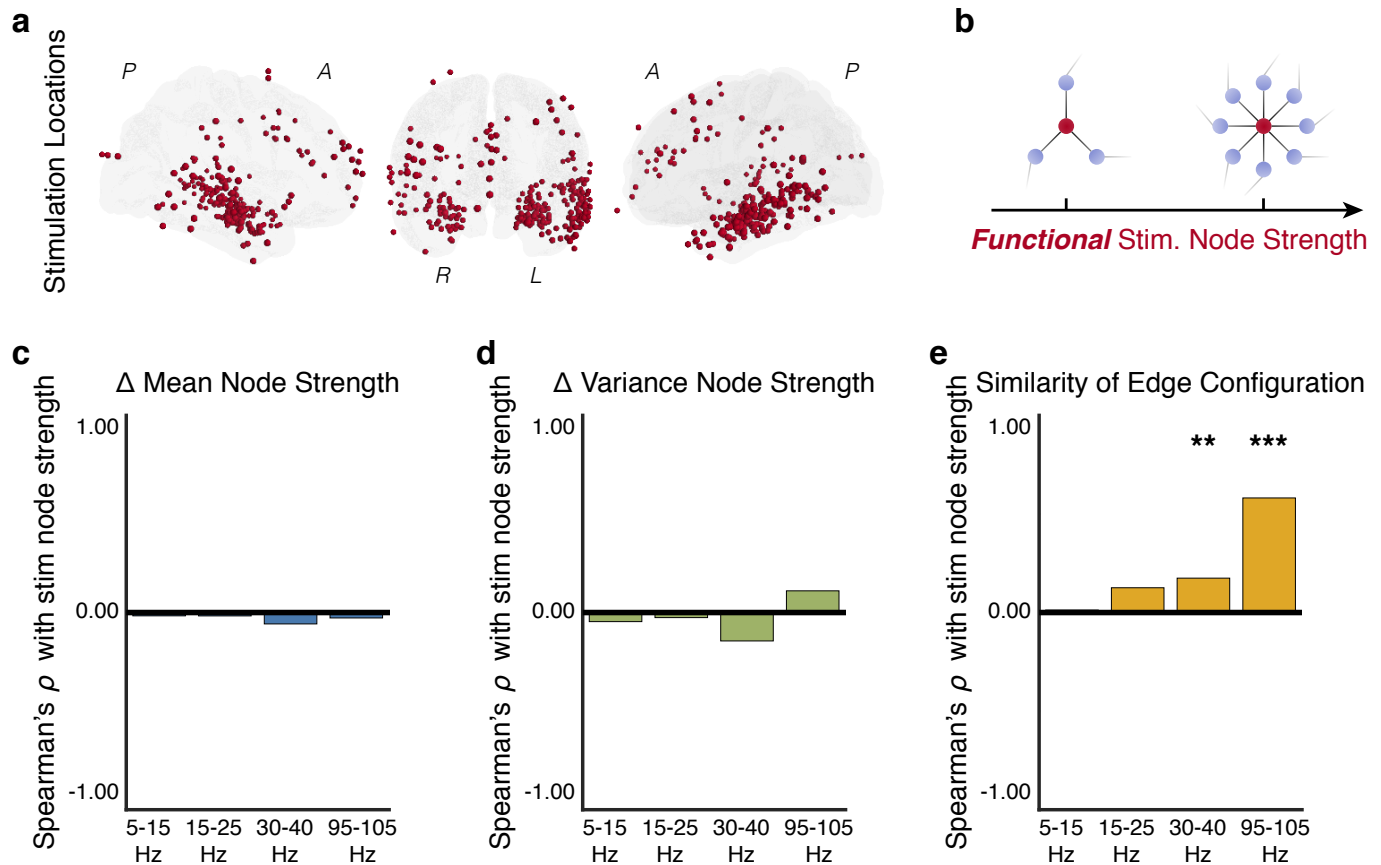 a
Stimulation Locations
P
A
R
L
A
P
b
Functional Stim. Node Strength
c
Δ Mean Node Strength
Spearman's ρ with stim node strength
1.00
0.00
-1.00
5-15 15-25 30-40 95-105
Hz Hz Hz Hz
d
Δ Variance Node Strength
Spearman's ρ with stim node strength
1.00
0.00
-1.00
5-15 15-25 30-40 95-105
Hz Hz Hz Hz
e
Similarity of Edge Configuration
Spearman's ρ with stim node strength
1.00
0.00
-1.00
** ***
5-15 15-25 30-40 95-105
Hz Hz Hz Hz